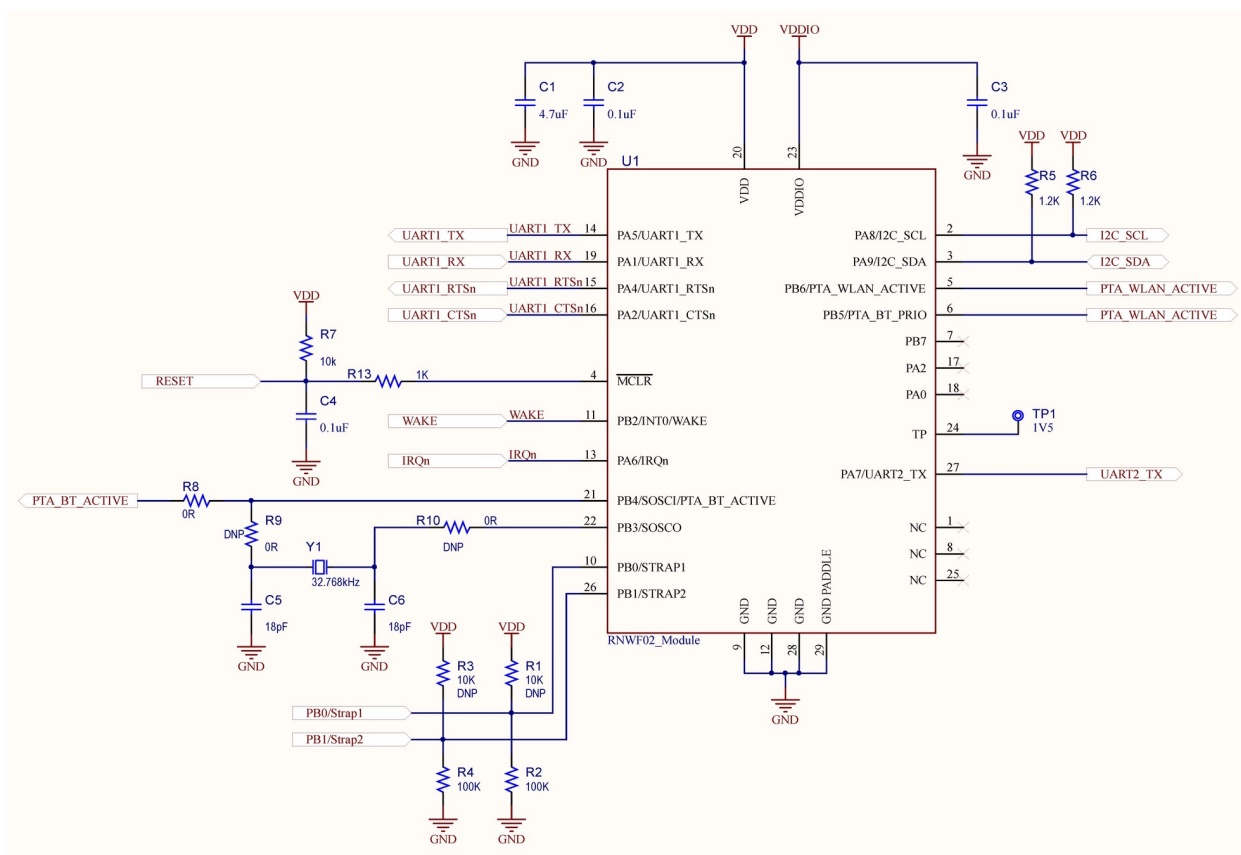 VDD
VDDIO
C1
4.7uF
C2
0.1uF
C3
0.1uF
GND
GND
GND
VDD
VDD
R5
1.2K
R6
1.2K
U1
20
VDD
23
VDDIO
UART1_TX
UART1_TX
14
PA5/UART1_TX
UART1_RX
UART1_RX
19
PA1/UART1_RX
UART1_RTSn
UART1_RTSn
15
PA4/UART1_RTSn
UART1_CTSn
UART1_CTSn
16
PA2/UART1_CTSn
PA8/I2C_SCL
2
I2C_SCL
PA9/I2C_SDA
3
I2C_SDA
PB6/PTA_WLAN_ACTIVE
5
PTA_WLAN_ACTIVE
PB5/PTA_BT_PRIO
6
PTA_WLAN_ACTIVE
PB7
7
PA2
17
PA0
18
VDD
R7
10k
RESET
R13
1K
4
MCLR
C4
0.1uF
GND
WAKE
WAKE
11
PB2/INT0/WAKE
IRQn
IRQn
13
PA6/IRQn
TP
24
TP1
1V5
PA7/UART2_TX
27
UART2_TX
PTA_BT_ACTIVE
R8
0R
21
PB4/SOSCI/PTA_BT_ACTIVE
R9
DNP
0R
R10
0R
DNP
22
PB3/SOSCO
Y1
32.768kHz
10
PB0/STRAP1
26
PB1/STRAP2
NC
1
NC
8
NC
25
C5
18pF
GND
C6
18pF
GND
GND
GND
GND
GND PADDLE
9
12
28
29
RNWF02_Module
GND
VDD
VDD
R3
10K
DNP
R1
10K
DNP
PB0/Strap1
PB1/Strap2
R4
100K
R2
100K
GND
GND